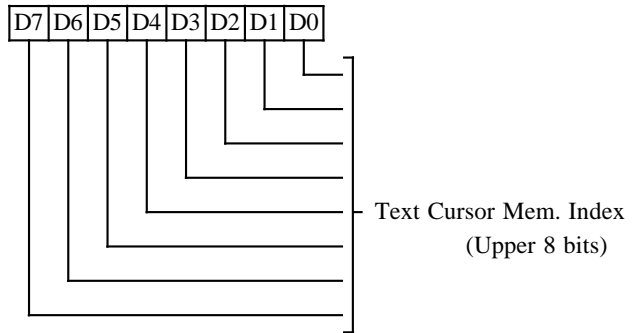 D7 D6 D5 D4 D3 D2 D1 D0
Text Cursor Mem. Index
(Upper 8 bits)